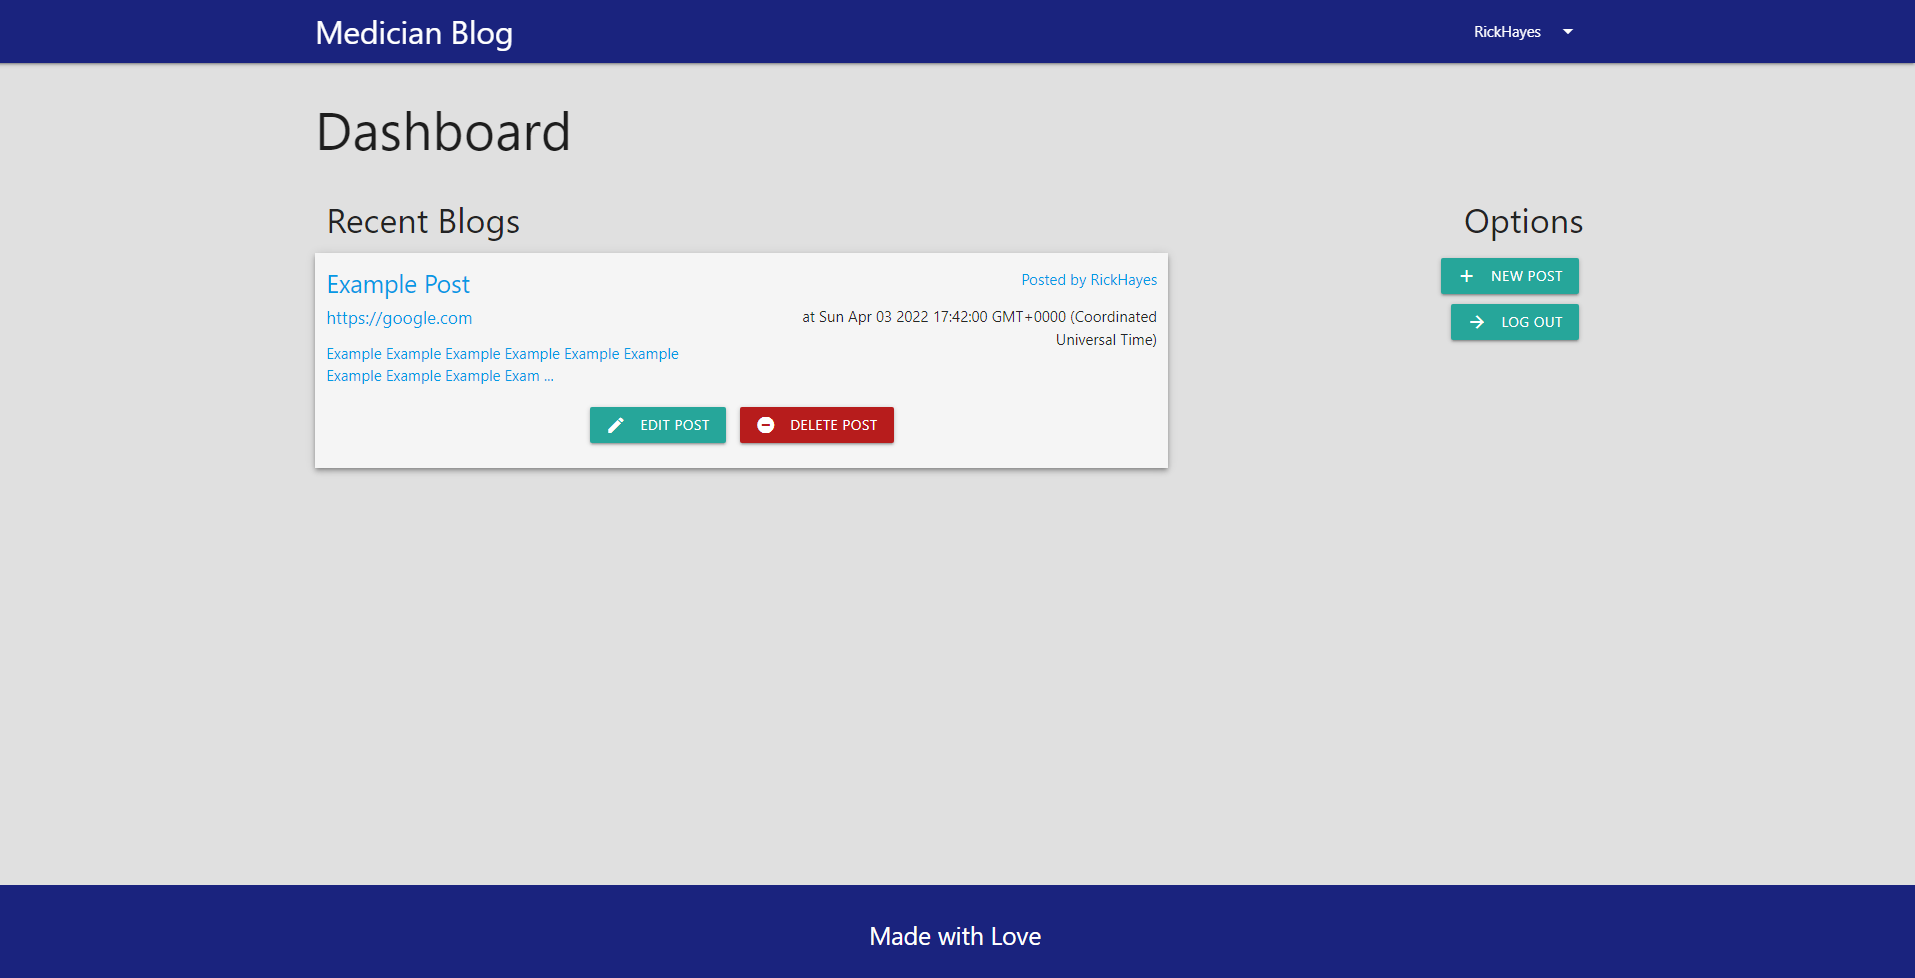 Medician Blog
RickHayes
Dashboard
Recent Blogs
Example Post
https://google.com
Example Example Example Example Example Example
Example Example Example Exam ...
Posted by RickHayes
at Sun Apr 03 2022 17:42:00 GMT+0000 (Coordinated
Universal Time)
EDIT POST
DELETE POST
Options
NEW POST
LOG OUT
Made with Love